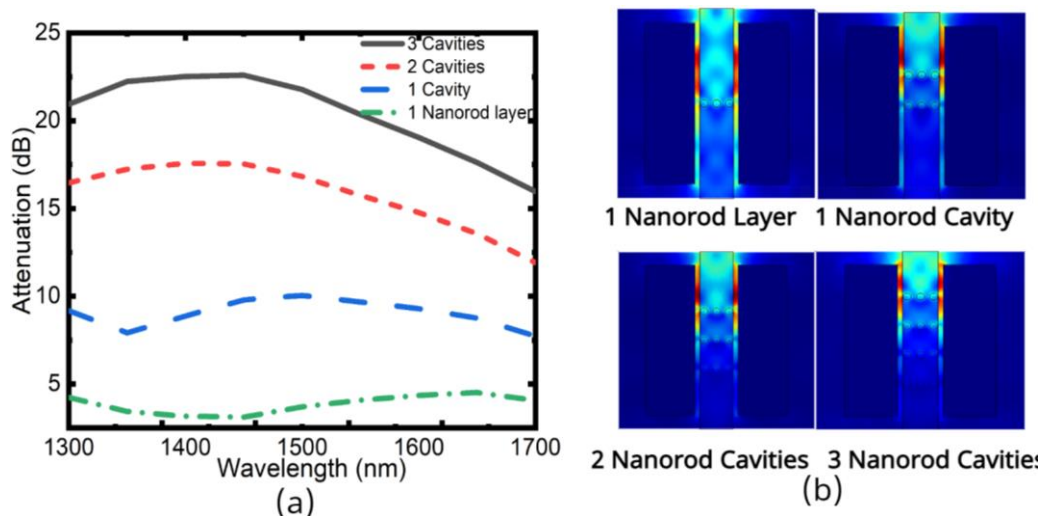 25
20
15
10
5
Attenuation (dB)
3 Cavities
2 Cavities
1 Cavity
1 Nanorod layer
1300 1400 1500 1600 1700
Wavelength (nm)
(a)
1 Nanorod Layer 1 Nanorod Cavity
2 Nanorod Cavities 3 Nanorod Cavities
(b)